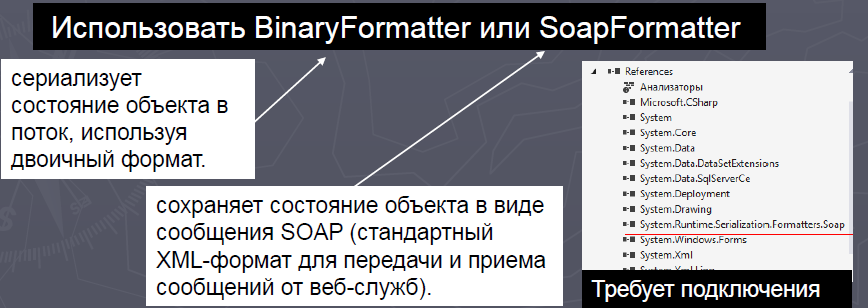 Использовать BinaryFormatter или SoapFormatter
сериализует
состояние объекта в
поток, используя
двоичный формат.
сохраняет состояние объекта в виде
сообщения SOAP (стандартный
XML-формат для передачи и приема
сообщений от веб-служб).
References
Анализаторы
Microsoft.CSharp
System
System.Core
System.Data
System.Data.DataSetExtensions
System.Data.SqlServerCe
System.Deployment
System.Drawing
System.Runtime.Serialization.Formatters.Soap
System.Windows.Forms
System.Xml
Требует подключения